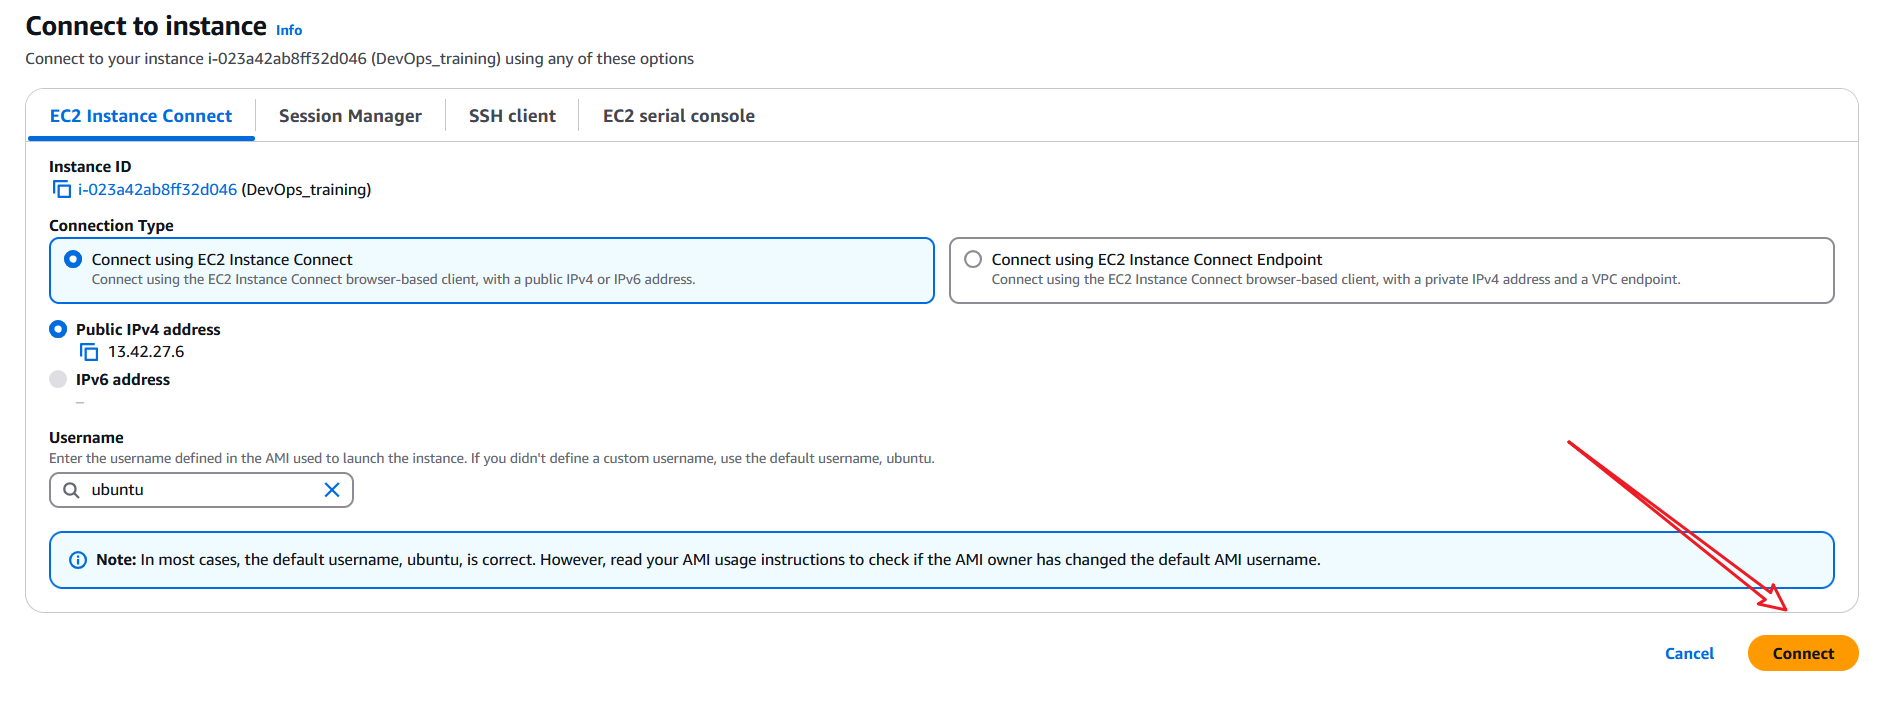 Connect to instance Info
Connect to your instance i-023a42ab8ff32d046 (DevOps_training) using any of these options
EC2 Instance Connect
Session Manager
SSH client
EC2 serial console
Instance ID
i-023a42ab8ff32d046 (DevOps_training)
Connection Type
Connect using EC2 Instance Connect
Connect using the EC2 Instance Connect browser-based client, with a public IPv4 or IPv6 address.
Connect using EC2 Instance Connect Endpoint
Connect using the EC2 Instance Connect browser-based client, with a private IPv4 address and a VPC endpoint.
Public IPv4 address
13.42.27.6
IPv6 address
–
Username
Enter the username defined in the AMI used to launch the instance. If you didn't define a custom username, use the default username, ubuntu.
ubuntu
Note: In most cases, the default username, ubuntu, is correct. However, read your AMI usage instructions to check if the AMI owner has changed the default AMI username.
Cancel
Connect